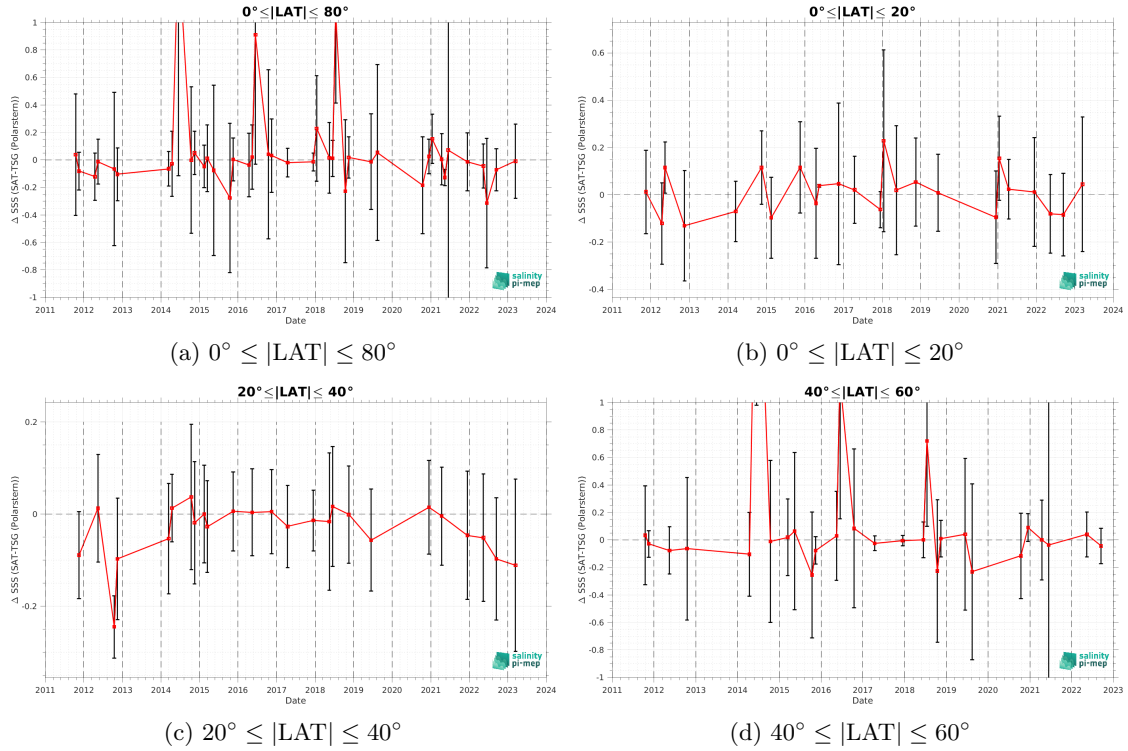 0°≤|LAT|≤ 80°
Δ SSS (SAT-TSG (Polarstern))
1
0.8
0.6
0.4
0.2
0
-0.2
-0.4
-0.6
-0.8
-1
2011 2012 2013 2014 2015 2016 2017 2018 2019 2020 2021 2022 2023 2024
Date
salinity
pi-mep
(a) 0° ≤ |LAT| ≤ 80°
0°≤|LAT|≤ 20°
Δ SSS (SAT-TSG (Polarstern))
0.6
0.4
0.2
0
-0.2
-0.4
2011 2012 2013 2014 2015 2016 2017 2018 2019 2020 2021 2022 2023 2024
Date
salinity
pi-mep
(b) 0° ≤ |LAT| ≤ 20°
20°≤|LAT|≤ 40°
Δ SSS (SAT-TSG (Polarstern))
0.2
0
-0.2
2011 2012 2013 2014 2015 2016 2017 2018 2019 2020 2021 2022 2023 2024
Date
salinity
pi-mep
(c) 20° ≤ |LAT| ≤ 40°
40°≤|LAT|≤ 60°
Δ SSS (SAT-TSG (Polarstern))
1
0.8
0.6
0.4
0.2
0
-0.2
-0.4
-0.6
-0.8
-1
2011 2012 2013 2014 2015 2016 2017 2018 2019 2020 2021 2022 2023
Date
salinity
pi-mep
(d) 40° ≤ |LAT| ≤ 60°